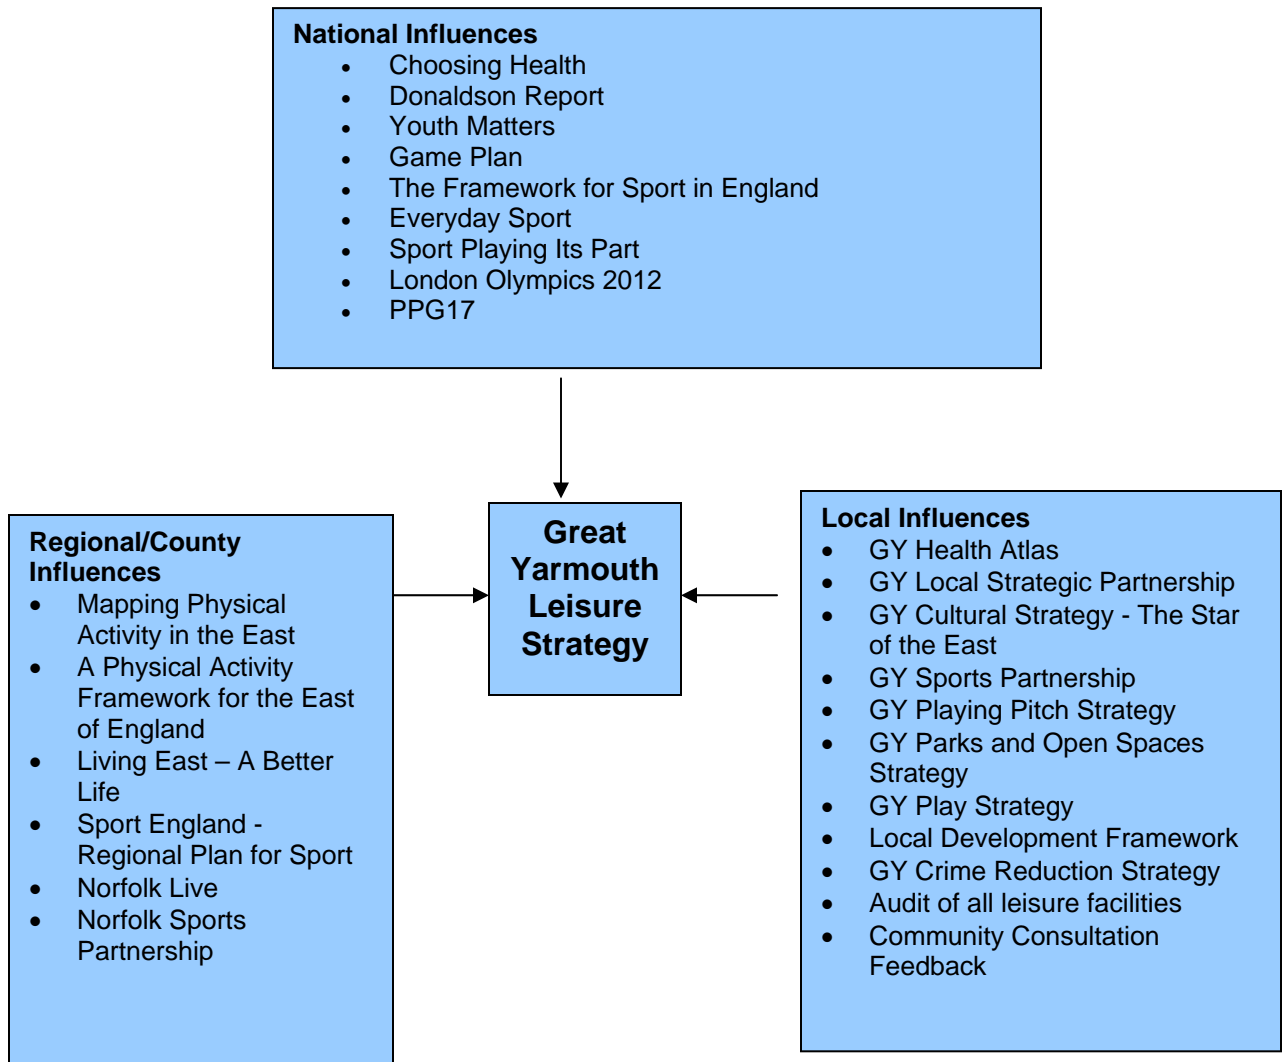 National Influences
• Choosing Health
• Donaldson Report
• Youth Matters
• Game Plan
• The Framework for Sport in England
• Everyday Sport
• Sport Playing Its Part
• London Olympics 2012
• PPG17
Regional/County
Influences
• Mapping Physical
Activity in the East
• A Physical Activity
Framework for the East
of England
• Living East – A Better
Life
• Sport England -
Regional Plan for Sport
• Norfolk Live
• Norfolk Sports
Partnership
Great
Yarmouth
Leisure
Strategy
Local Influences
• GY Health Atlas
• GY Local Strategic Partnership
• GY Cultural Strategy - The Star
of the East
• GY Sports Partnership
• GY Playing Pitch Strategy
• GY Parks and Open Spaces
Strategy
• GY Play Strategy
• Local Development Framework
• GY Crime Reduction Strategy
• Audit of all leisure facilities
• Community Consultation
Feedback